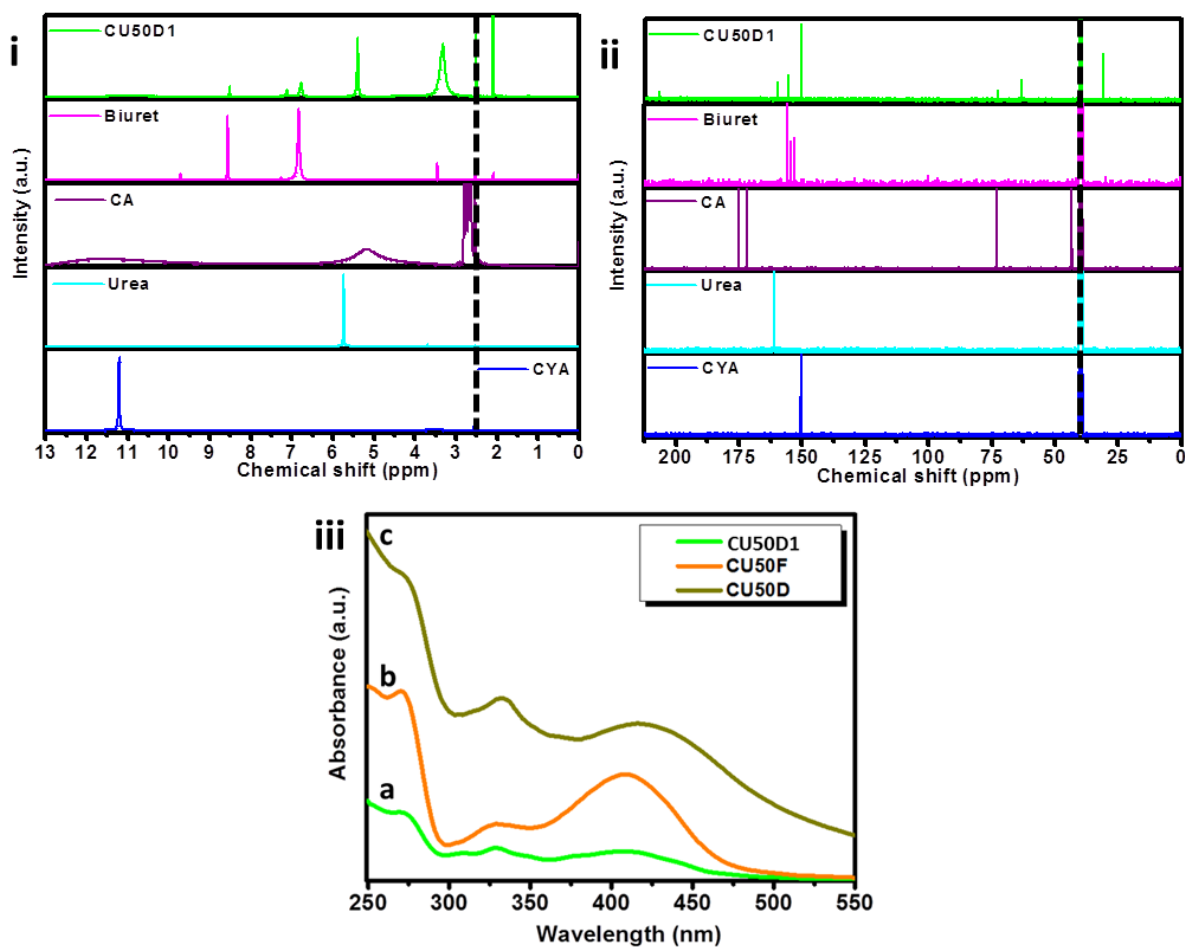 i
CU50D1
Biuret
CA
Urea
CYA
Intensity (a.u.)
13 12 11 10 9 8 7 6 5 4 3 2 1 0
Chemical shift (ppm)
ii
CU50D1
Biuret
CA
Urea
CYA
Intensity (a.u.)
200 175 150 125 100 75 50 25 0
Chemical shift (ppm)
iii
c
b
a
CU50D1
CU50F
CU50D
Absorbance (a.u.)
250 300 350 400 450 500 550
Wavelength (nm)